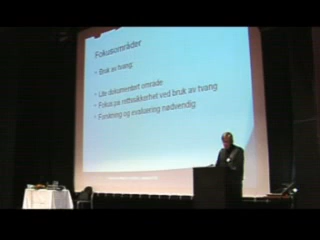 Fokusområder
Bruk av tvang:
Lite dokumentert område
Fokus på rettssikkerhet ved bruk av tvang
Forskning og evaluering nødvendig